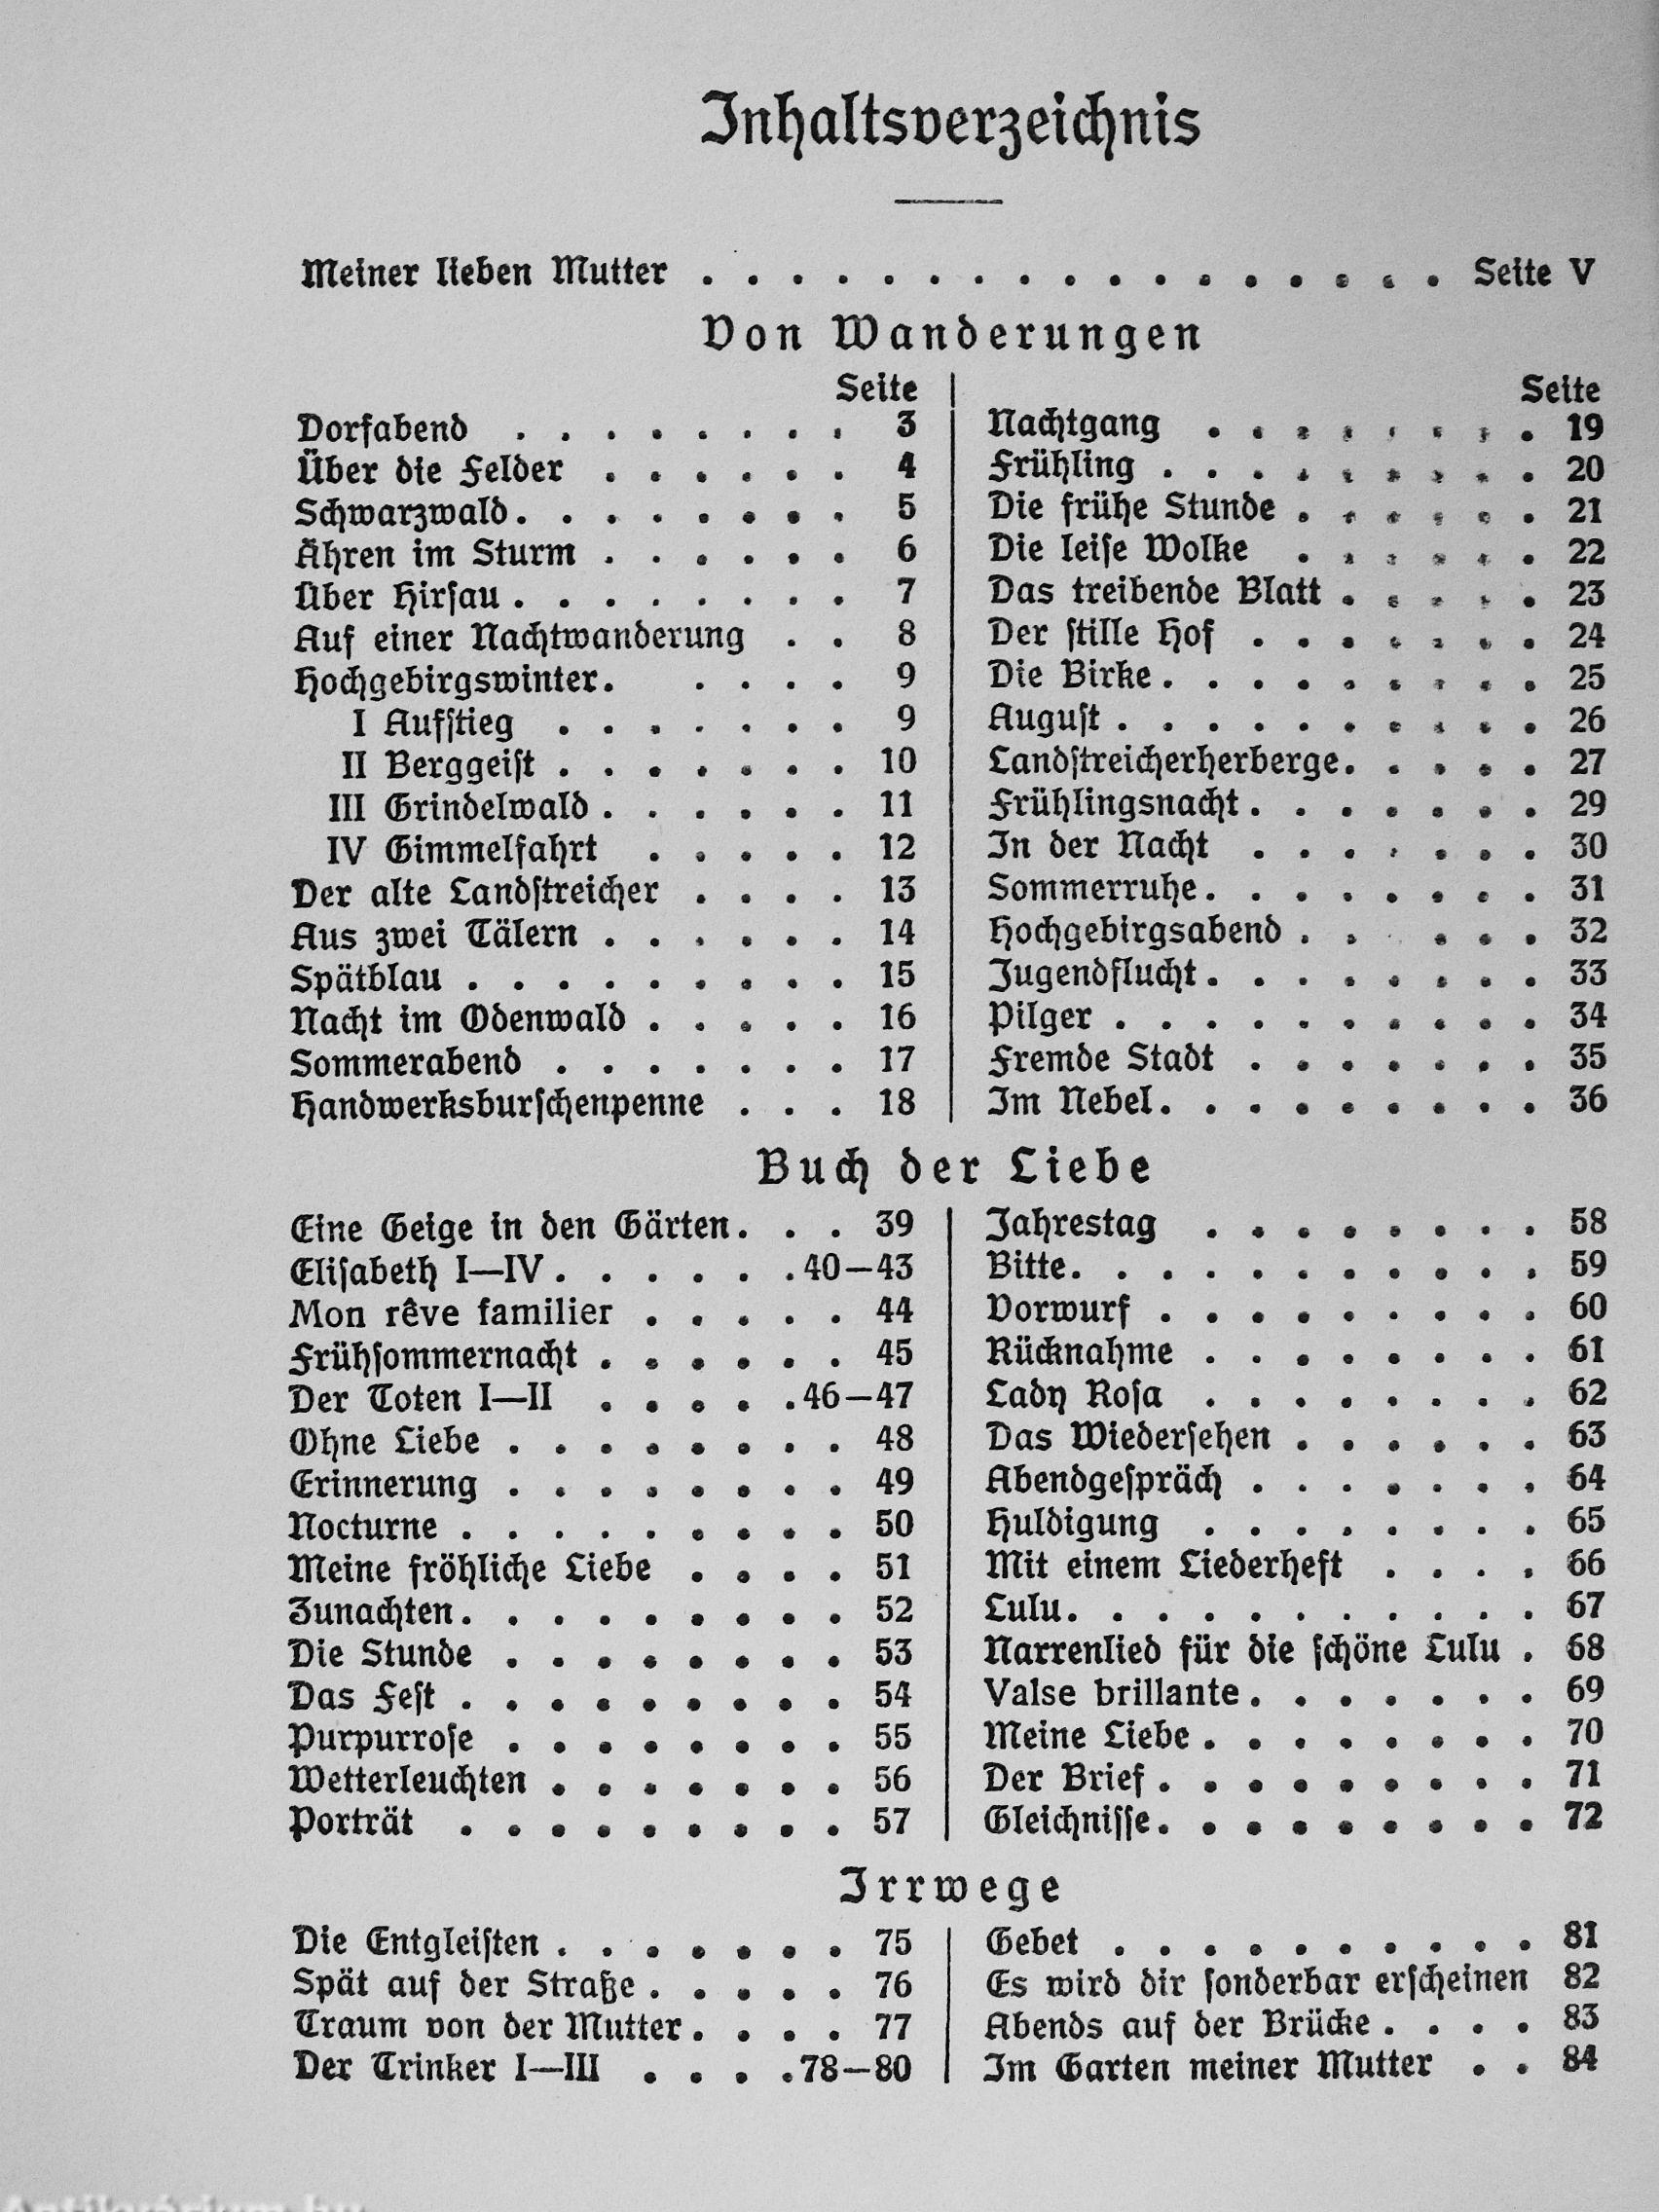 Inhaltsverzeichnis
Meiner lieben Mutter . . . . . . . . . . . . . . . . . Seite V
Von Wanderungen
Seite
Dorfabend . . . . . . . . 3
Über die Felder . . . . . . 4
Schwarzwald. . . . . . . . 5
Ähren im Sturm . . . . . . 6
Über Hirſau . . . . . . . . 7
Auf einer Nachtwanderung . . 8
Hochgebirgswinter. . . . . 9
I Aufſtieg . . . . . . . 9
II Berggeiſt . . . . . . . 10
III Grindelwald . . . . . . 11
IV Gimmelfahrt . . . . . 12
Der alte Landſtreicher . . . . 13
Aus zwei Tälern . . . . . . 14
Spätblau . . . . . . . . . 15
Nacht im Odenwald . . . . . 16
Sommerabend . . . . . . . 17
Handwerksburſchenpenne . . . 18
Seite
Nachtgang . . . . . . . . 19
Frühling . . . . . . . . . 20
Die frühe Stunde . . . . . . 21
Die leiſe Wolke . . . . . . 22
Das treibende Blatt . . . . . 23
Der ſtille Hof . . . . . . . 24
Die Birke . . . . . . . . . 25
Auguſt . . . . . . . . . . 26
Landſtreicherherberge. . . . . 27
Frühlingsnacht . . . . . . . 29
In der Nacht . . . . . . . 30
Sommerruhe. . . . . . . . 31
Hochgebirgsabend . . . . . 32
Jugendflucht. . . . . . . . 33
Pilger . . . . . . . . . . 34
Fremde Stadt . . . . . . . 35
Im Nebel. . . . . . . . . 36
Buch der Liebe
Eine Geige in den Gärten. . . 39
Eliſabeth I—IV . . . . . . 40—43
Mon rêve familier . . . . . 44
Frühſommernacht . . . . . . 45
Der Toten I—II . . . . . 46—47
Ohne Liebe . . . . . . . . 48
Erinnerung . . . . . . . . 49
Nocturne . . . . . . . . . 50
Meine fröhliche Liebe . . . . 51
Zunachten. . . . . . . . . 52
Die Stunde . . . . . . . . 53
Das Feſt . . . . . . . . . 54
Purpurroſe . . . . . . . . 55
Wetterleuchten . . . . . . . 56
Porträt . . . . . . . . . 57
Jahrestag . . . . . . . . 58
Bitte. . . . . . . . . . . 59
Vorwurf . . . . . . . . . 60
Rücknahme . . . . . . . . 61
Lady Roſa . . . . . . . . 62
Das Wiederſehen . . . . . . 63
Abendgeſpräch . . . . . . . 64
Huldigung . . . . . . . . 65
Mit einem Liederheft . . . . 66
Lulu. . . . . . . . . . . 67
Narrenlied für die ſchöne Lulu . 68
Valse brillante . . . . . . . 69
Meine Liebe . . . . . . . . 70
Der Brief . . . . . . . . . 71
Gleichniſſe. . . . . . . . . 72
Irrwege
Die Entgleiſten . . . . . . . 75
Spät auf der Straße . . . . . 76
Traum von der Mutter . . . . 77
Der Trinker I—III . . . . 78—80
Gebet . . . . . . . . . . 81
Es wird dir ſonderbar erſcheinen 82
Abends auf der Brücke . . . . 83
Im Garten meiner Mutter . . 84